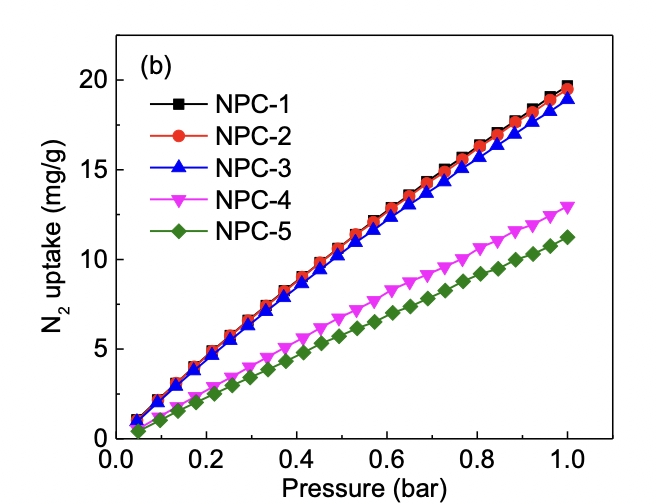 (b)
NPC-1
NPC-2
NPC-3
NPC-4
NPC-5
N₂ uptake (mg/g)
20
15
10
5
0
0.0 0.2 0.4 0.6 0.8 1.0
Pressure (bar)